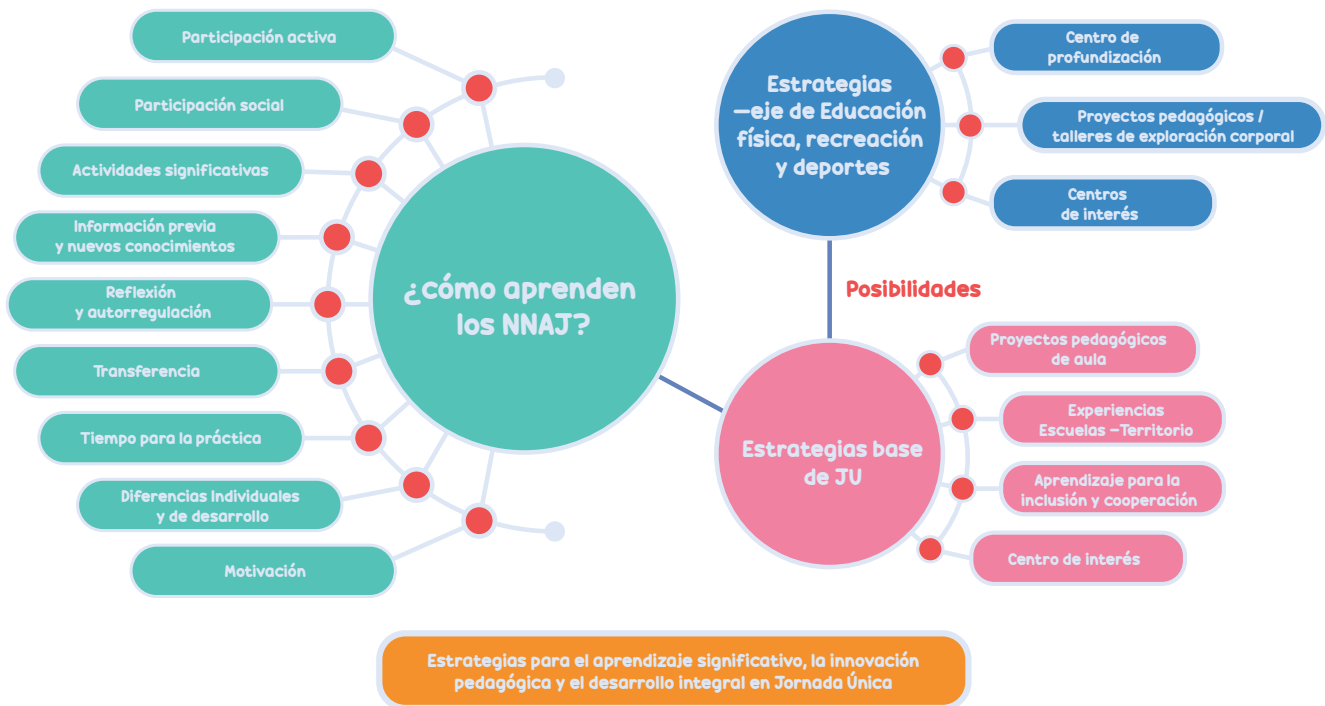 Participación activa
Participación social
Actividades significativas
Información previa
y nuevos conocimientos
Reflexión
y autorregulación
Transferencia
Tiempo para la práctica
Diferencias Individuales
y de desarrollo
Motivación
¿cómo aprenden
los NNAJ?
Estrategias
—eje de Educación
física, recreación
y deportes
Centro de
profundización
Proyectos pedagógicos /
talleres de exploración corporal
Centros
de interés
Posibilidades
Estrategias base
de JU
Proyectos pedagógicos
de aula
Experiencias
Escuelas —Territorio
Aprendizaje para la
inclusión y cooperación
Centro de interés
Estrategias para el aprendizaje significativo, la innovación
pedagógica y el desarrollo integral en Jornada Única